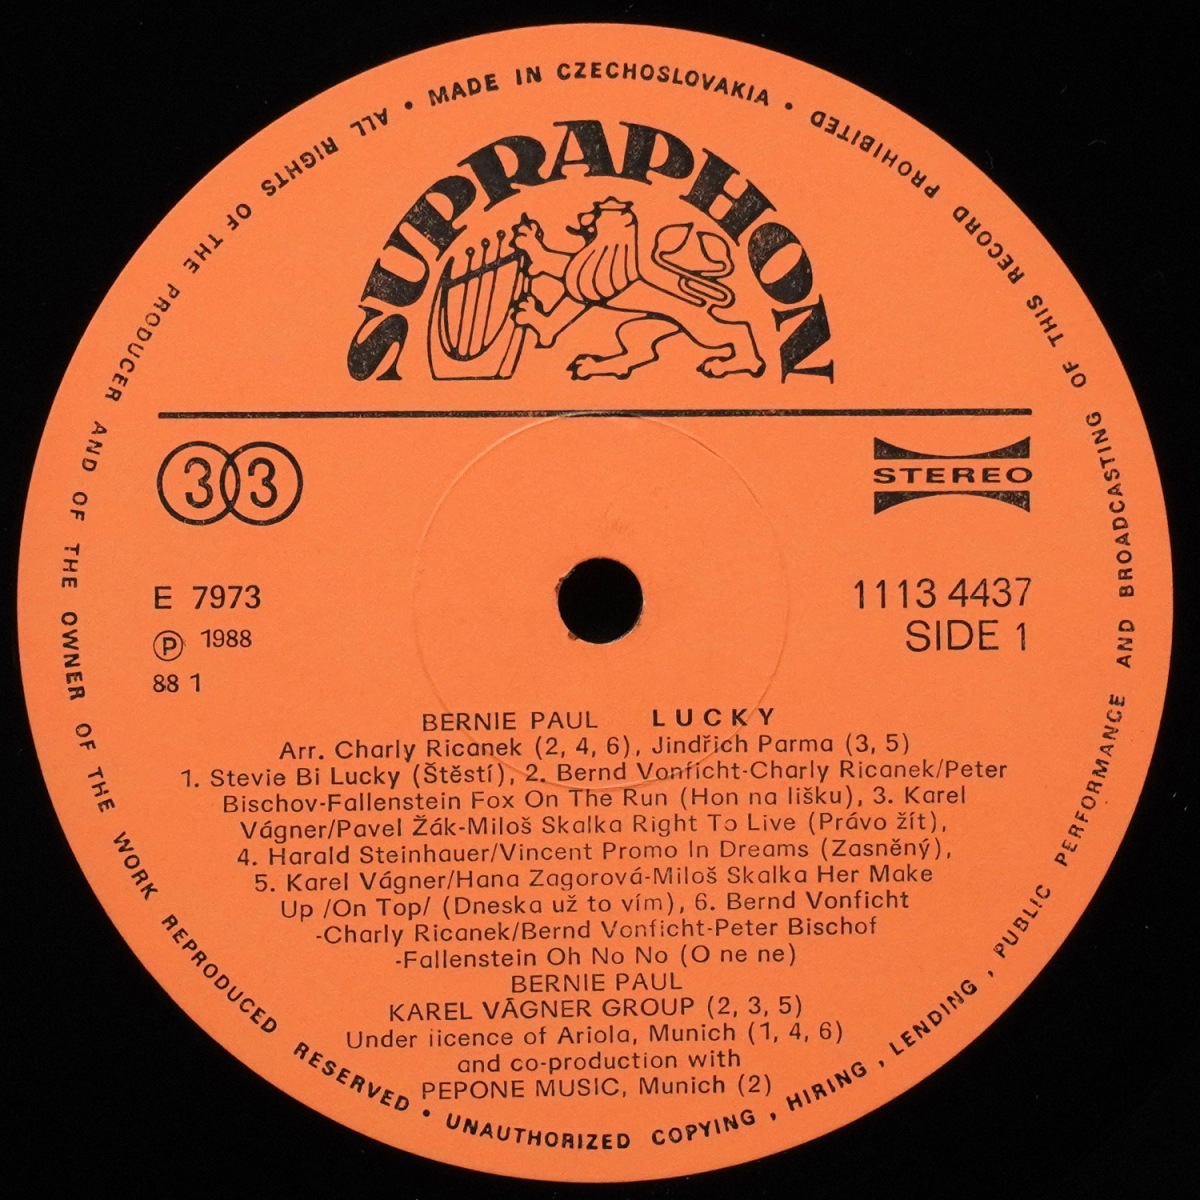 • MADE IN CZECHOSLOVAKIA •
ALL RIGHTS OF THE PRODUCER AND OF THE OWNER OF THE WORK REPRODUCED RESERVED • UNAUTHORIZED COPYING, HIRING, LENDING, PUBLIC PERFORMANCE AND BROADCASTING OF THIS RECORD PROHIBITED
SUPRAPHON
33
STEREO
E 7973
1113 4437
Ⓟ 1988
SIDE 1
88 1
BERNIE PAUL LUCKY
Arr. Charly Ricanek (2, 4, 6), Jindřich Parma (3, 5)
1. Stevie Bi Lucky (Štěstí), 2. Bernd Vonficht-Charly Ricanek/Peter
Bischov-Fallenstein Fox On The Run (Hon na lišku), 3. Karel
Vágner/Pavel Žák-Miloš Skalka Right To Live (Právo žít),
4. Harald Steinhauer/Vincent Promo In Dreams (Zasněný),
5. Karel Vágner/Hana Zagorová-Miloš Skalka Her Make
Up /On Top/ (Dneska už to vím), 6. Bernd Vonficht
-Charly Ricanek/Bernd Vonficht-Peter Bischof
-Fallenstein Oh No No (O ne ne)
BERNIE PAUL
KAREL VÁGNER GROUP (2, 3, 5)
Under iicence of Ariola, Munich (1, 4, 6)
and co-production with
PEPONE MUSIC, Munich (2)